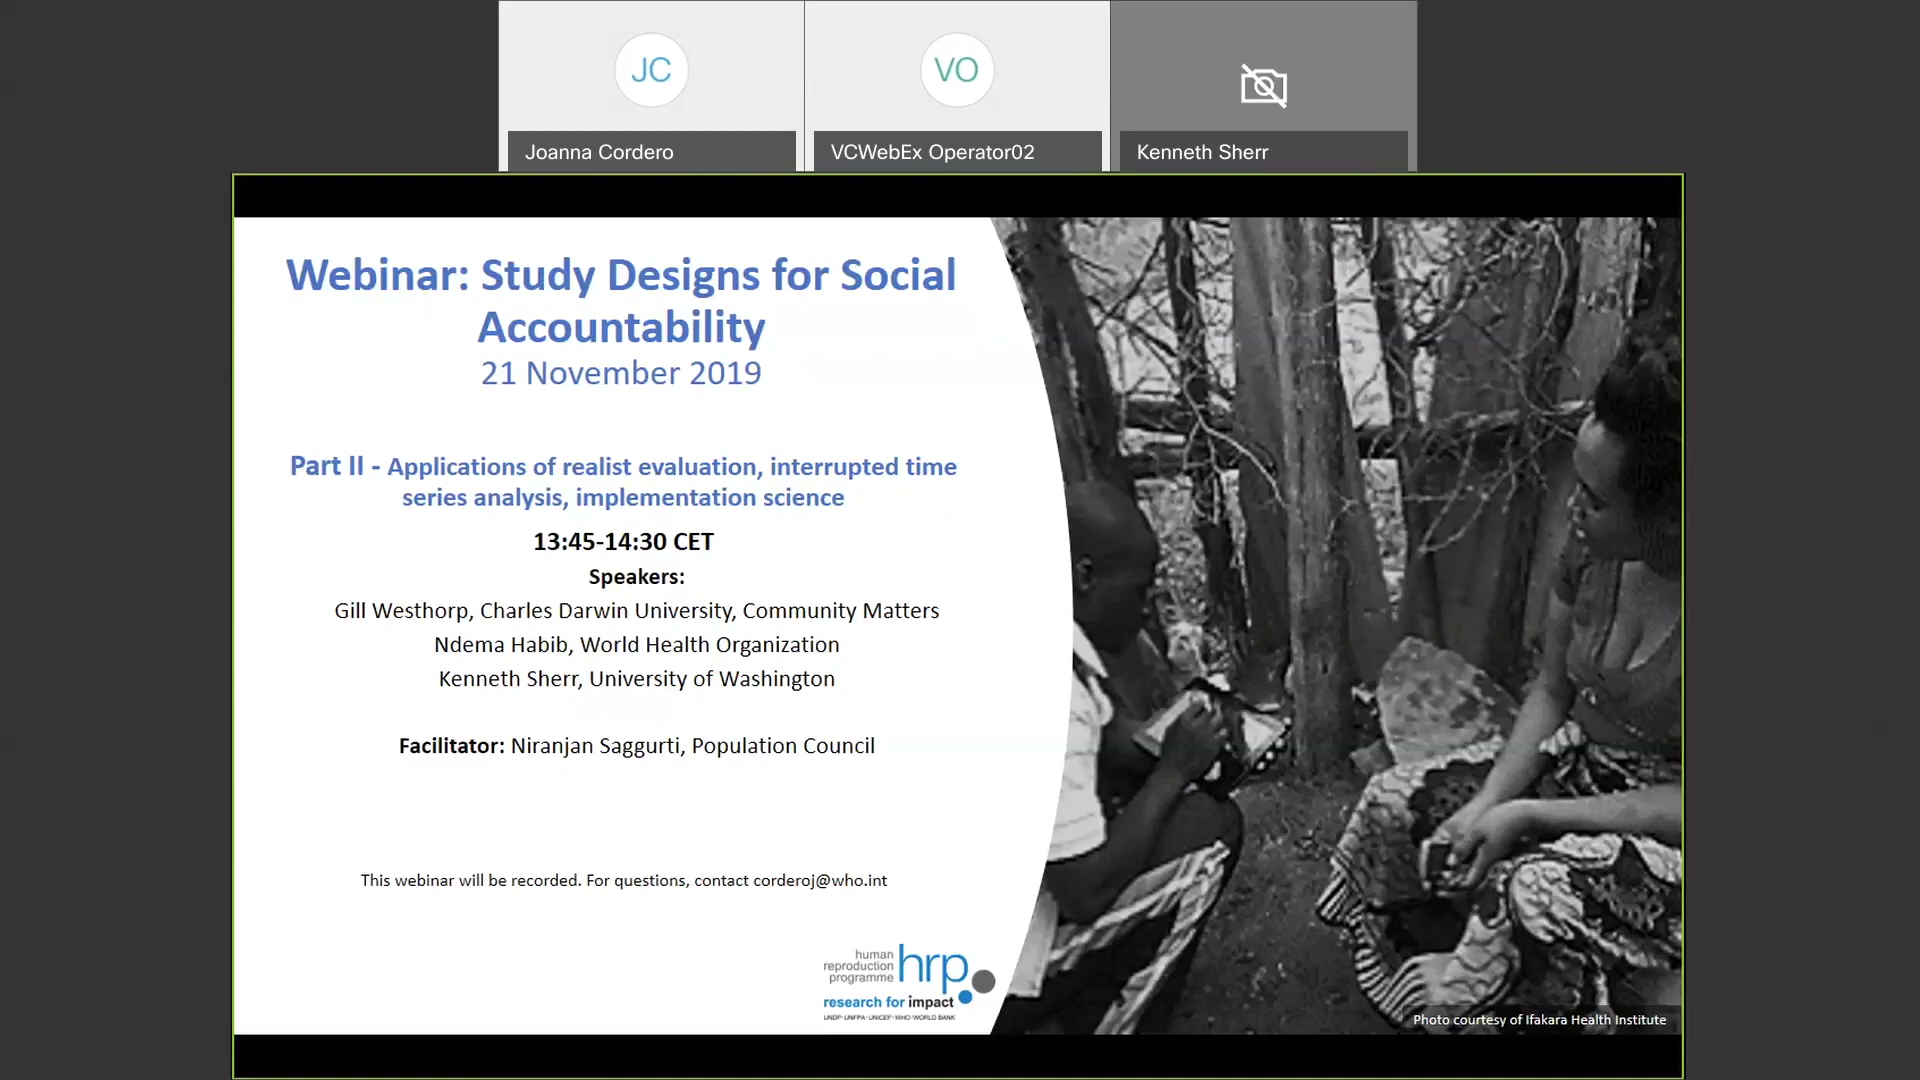 JC
VO
Joanna Cordero
VCWebEx Operator02
Kenneth Sherr
Webinar: Study Designs for Social
Accountability
21 November 2019
Part II - Applications of realist evaluation, interrupted time
series analysis, implementation science
13:45-14:30 CET
Speakers:
Gill Westhorp, Charles Darwin University, Community Matters
Ndema Habib, World Health Organization
Kenneth Sherr, University of Washington
Facilitator: Niranjan Saggurti, Population Council
This webinar will be recorded. For questions, contact corderoj@who.int
human
reproduction
programme
hrp
research for impact
UNDP·UNFPA·UNICEF·WHO·WORLD BANK
Photo courtesy of Ifakara Health Institute